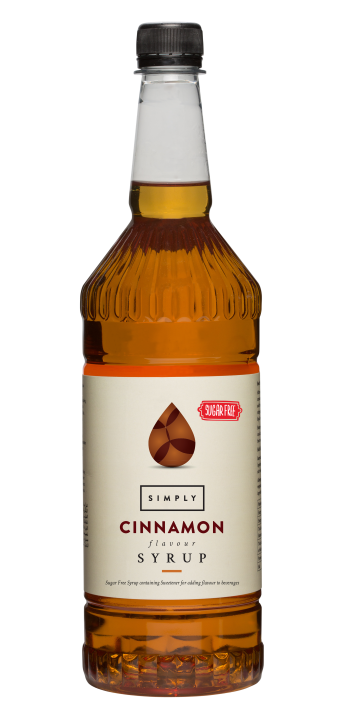 SUGAR FREE
SIMPLY
CINNAMON
flavour
SYRUP
Sugar Free Syrup containing Sweetener for adding flavour to beverages